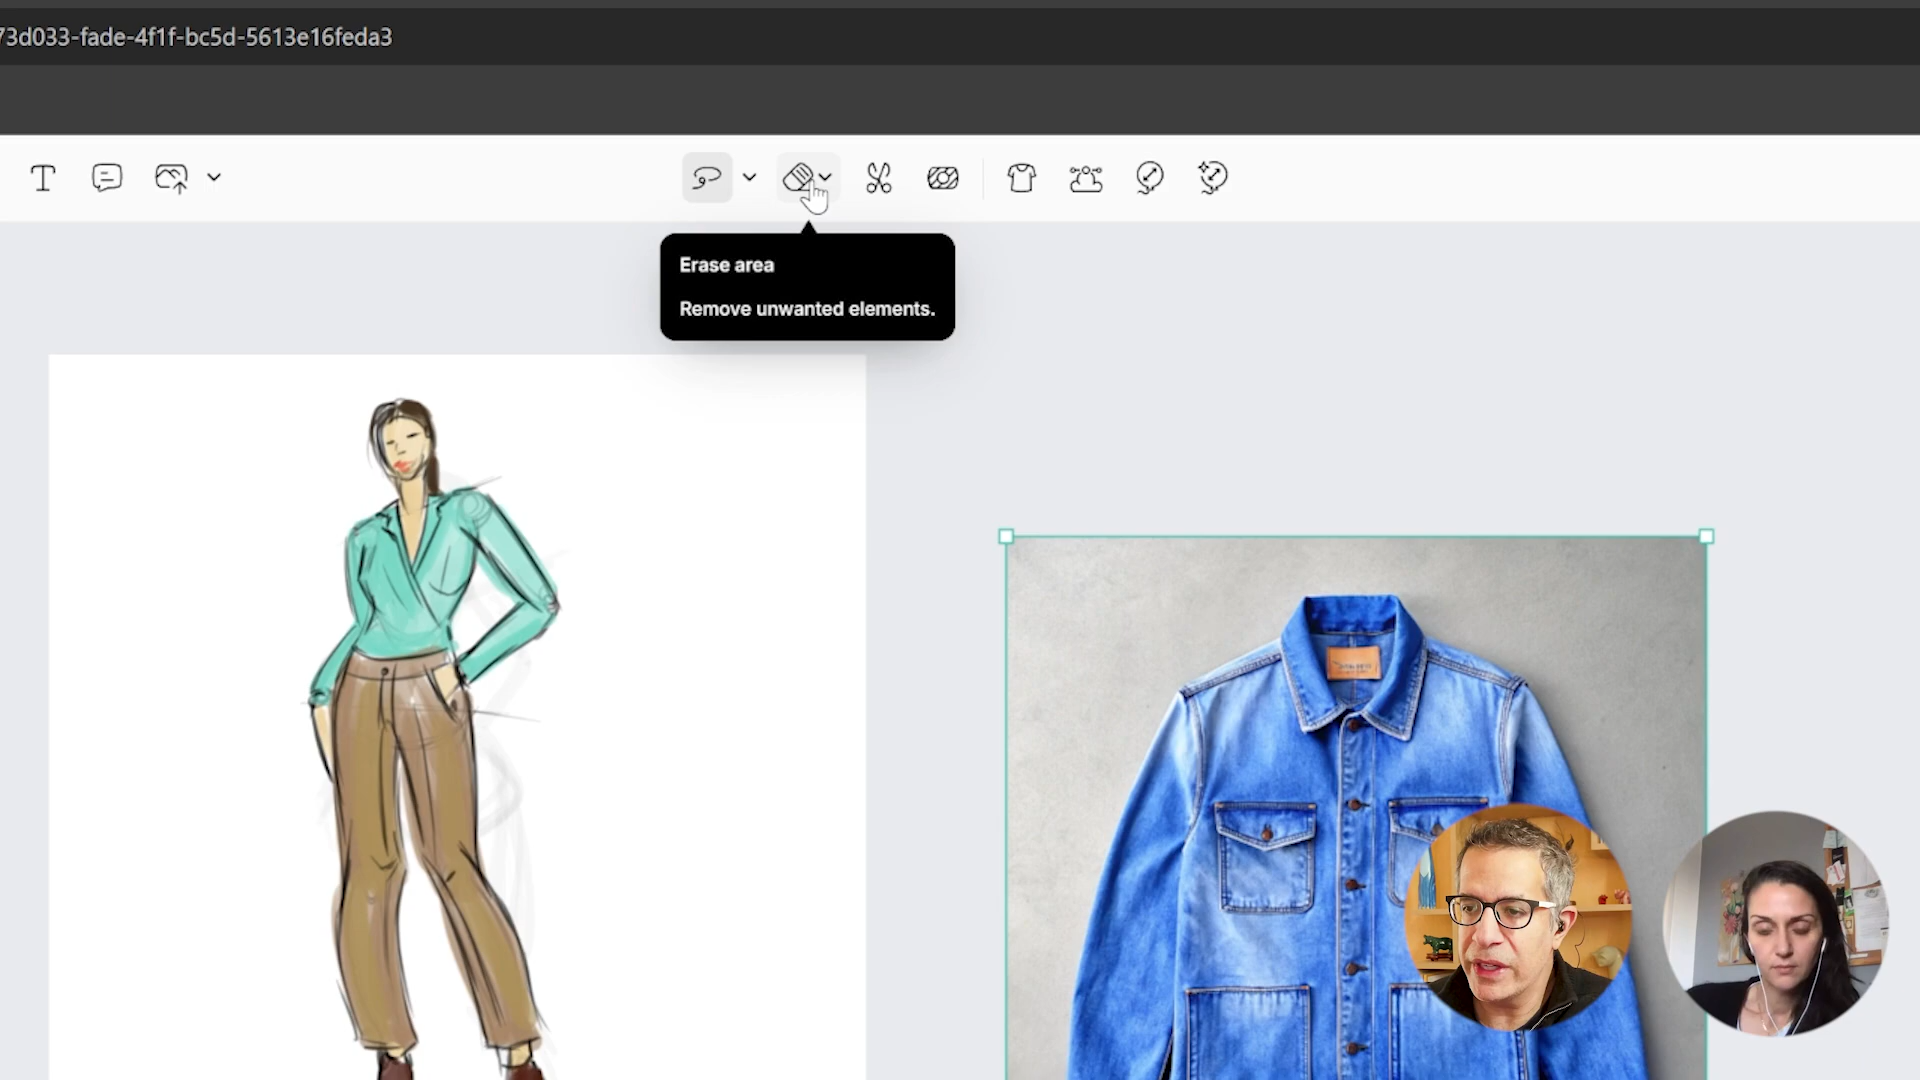 73d033-fade-4f1f-bc5d-5613e16feda3
T
Erase area
Remove unwanted elements.